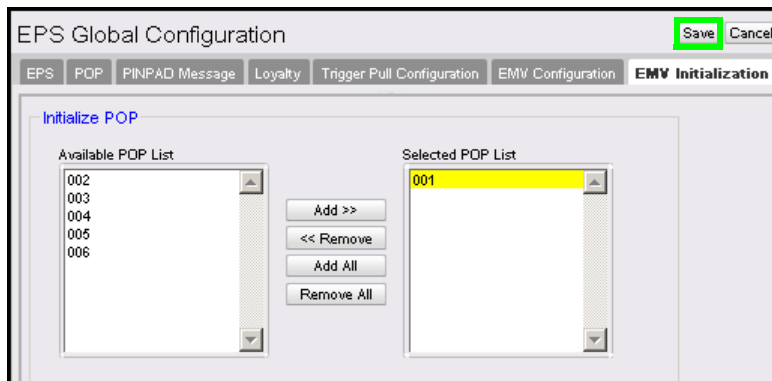 EPS Global Configuration
Save Cancel
EPS POP PINPAD Message Loyalty Trigger Pull Configuration EMV Configuration EMV Initialization
Initialize POP
Available POP List
Selected POP List
002
003
004
005
006
Add >>
<< Remove
Add All
Remove All
001